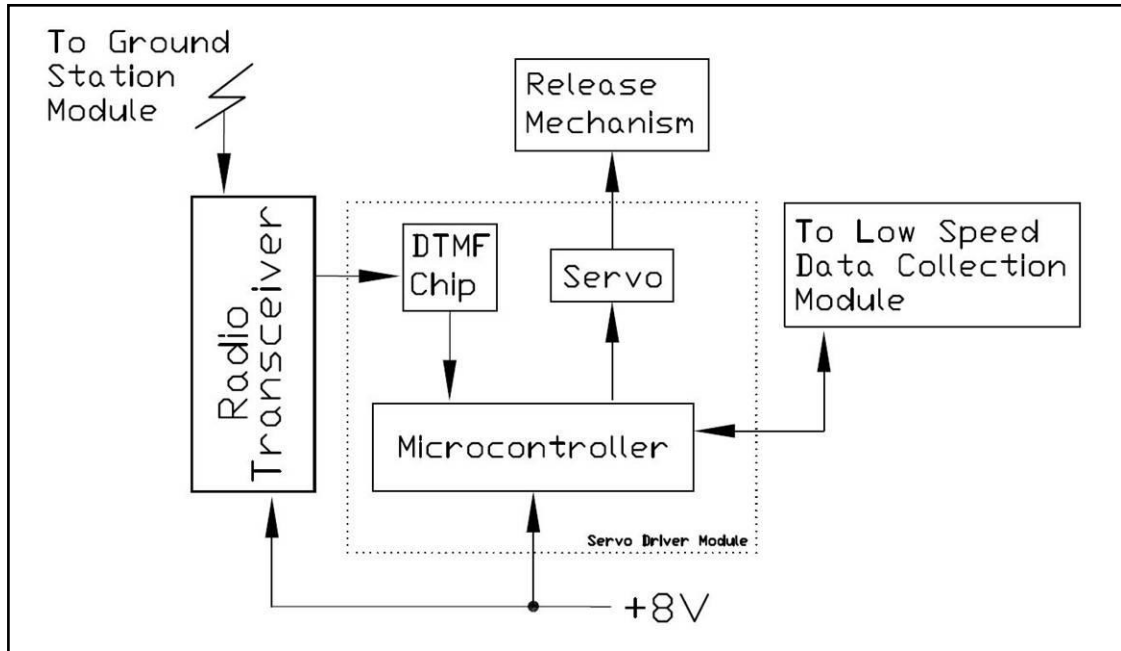 To Ground
Station
Module
Release
Mechanism
DTMF
Chip
Servo
To Low Speed
Data Collection
Module
Radio
Transceiver
Microcontroller
Servo Driver Module
+8V